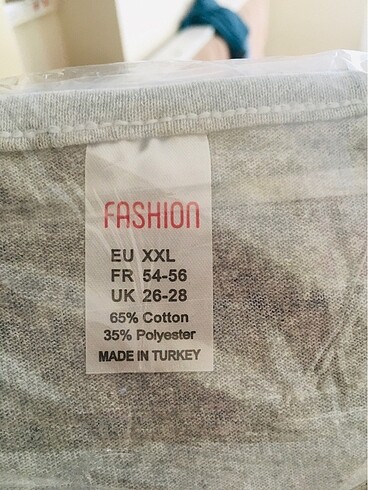 FASHION
EU XXL
FR 54-56
UK 26-28
65% Cotton
35% Polyester
MADE IN TURKEY